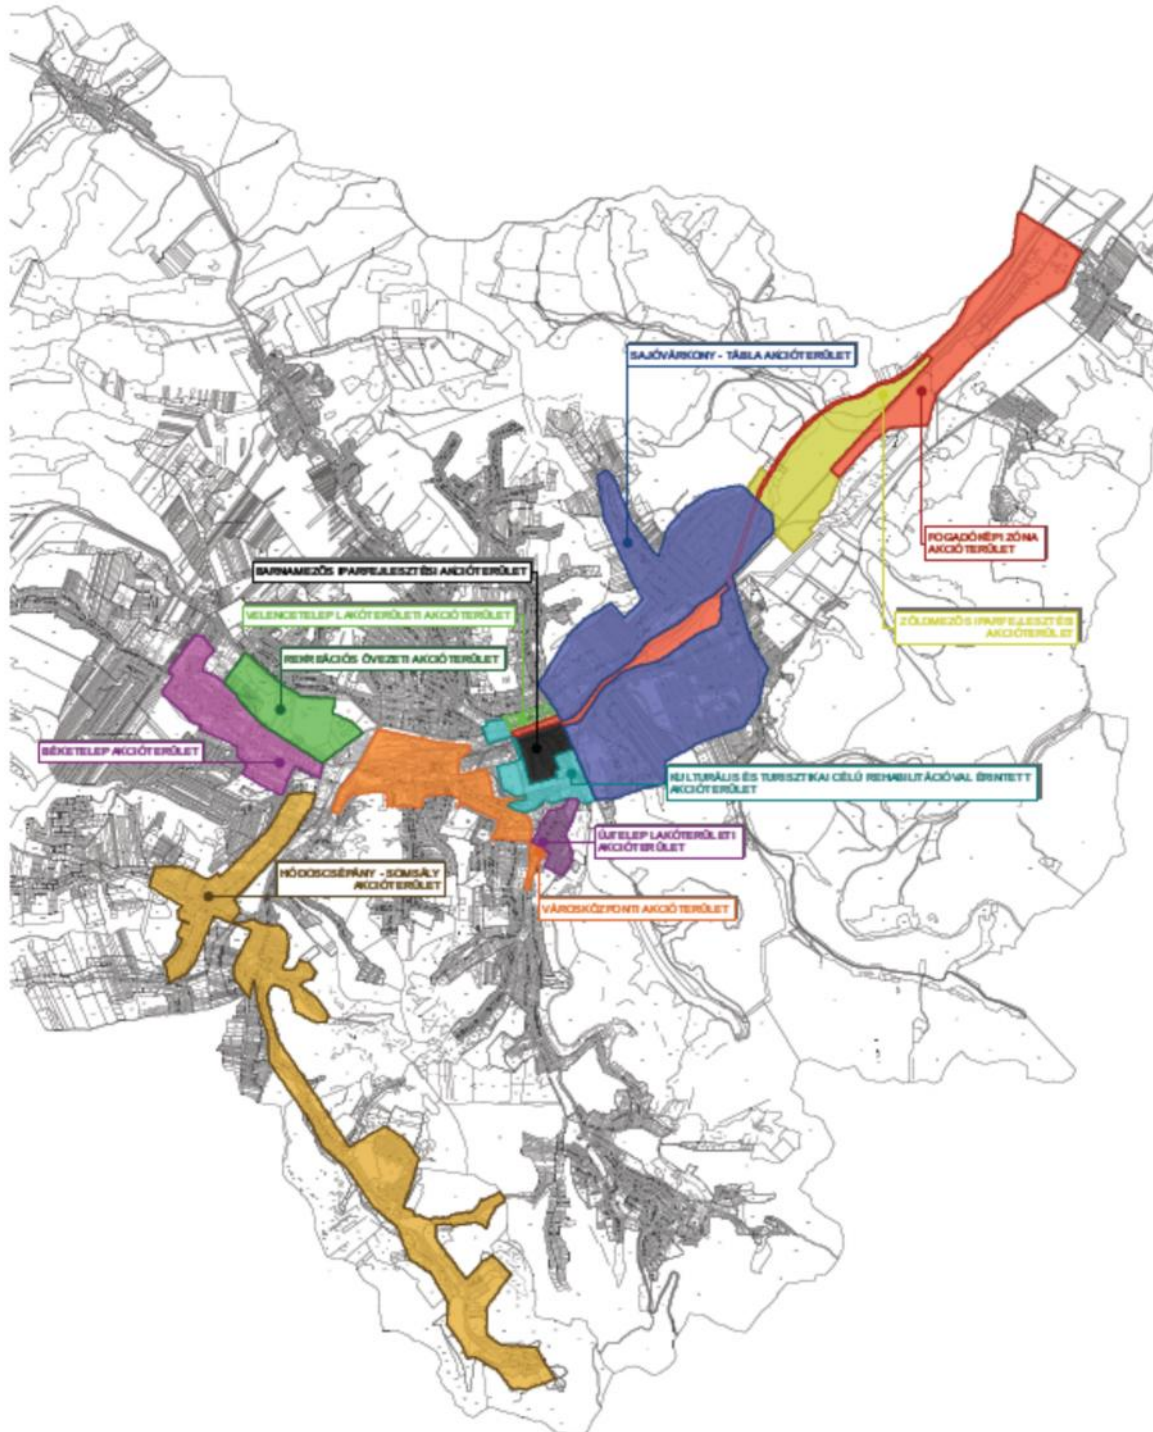 SAJÓVÁRKONY - TÁBLA AKCIÓTERÜLET
FOGADÓKÉPI ZÓNA
AKCIÓTERÜLET
BARNAMEZŐS IPARFEJLESZTÉSI AKCIÓTERÜLET
VELENCETELEP LAKÓTERÜLETI AKCIÓTERÜLET
ZÖLDMEZŐS IPARFEJLESZTÉSI
AKCIÓTERÜLET
REKREÁCIÓS ÖVEZETI AKCIÓTERÜLET
BÉKETELEP AKCIÓTERÜLET
KULTURÁLIS ÉS TURISZTIKAI CÉLÚ REHABILITÁCIÓVAL ÉRINTETT
AKCIÓTERÜLET
ÚJTELEP LAKÓTERÜLETI
AKCIÓTERÜLET
HÓDOSCSÉPÁNY - SOMSÁLY
AKCIÓTERÜLET
VÁROSKÖZPONTI AKCIÓTERÜLET